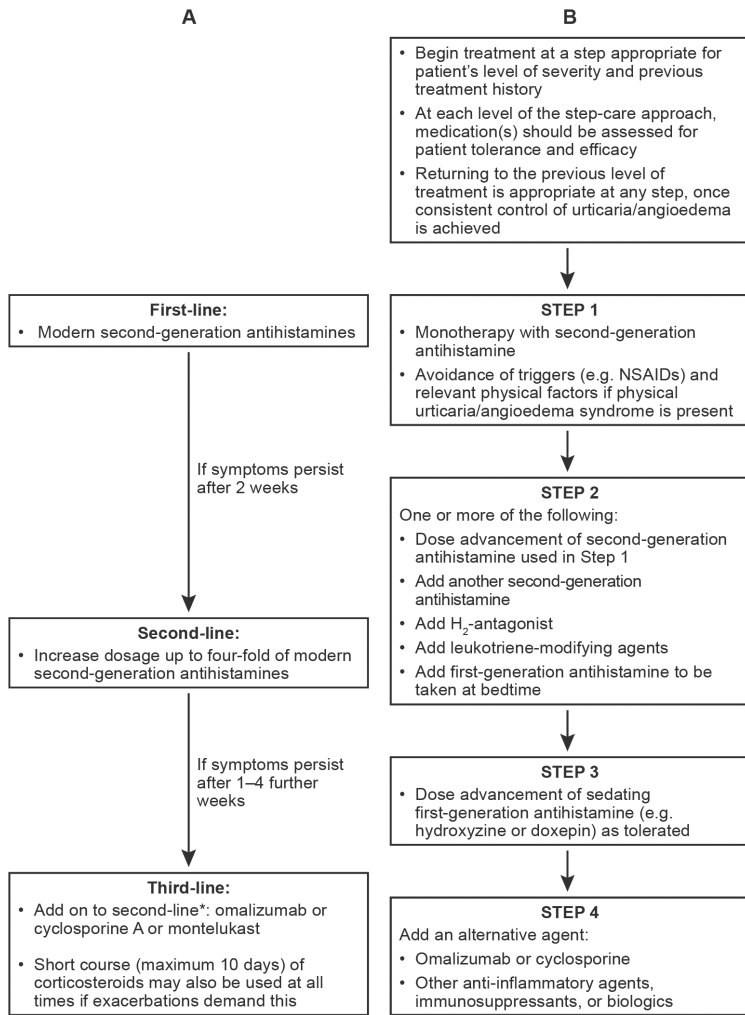 A
First-line:
• Modern second-generation antihistamines
If symptoms persist
after 2 weeks
Second-line:
• Increase dosage up to four-fold of modern
second-generation antihistamines
If symptoms persist
after 1–4 further
weeks
Third-line:
• Add on to second-line*: omalizumab or
cyclosporine A or montelukast
• Short course (maximum 10 days) of
corticosteroids may also be used at all
times if exacerbations demand this
B
• Begin treatment at a step appropriate for
patient’s level of severity and previous
treatment history
• At each level of the step-care approach,
medication(s) should be assessed for
patient tolerance and efficacy
• Returning to the previous level of
treatment is appropriate at any step, once
consistent control of urticaria/angioedema
is achieved
STEP 1
• Monotherapy with second-generation
antihistamine
• Avoidance of triggers (e.g. NSAIDs) and
relevant physical factors if physical
urticaria/angioedema syndrome is present
STEP 2
One or more of the following:
• Dose advancement of second-generation
antihistamine used in Step 1
• Add another second-generation
antihistamine
• Add H₂-antagonist
• Add leukotriene-modifying agents
• Add first-generation antihistamine to be
taken at bedtime
STEP 3
• Dose advancement of sedating
first-generation antihistamine (e.g.
hydroxyzine or doxepin) as tolerated
STEP 4
Add an alternative agent:
• Omalizumab or cyclosporine
• Other anti-inflammatory agents,
immunosuppressants, or biologics